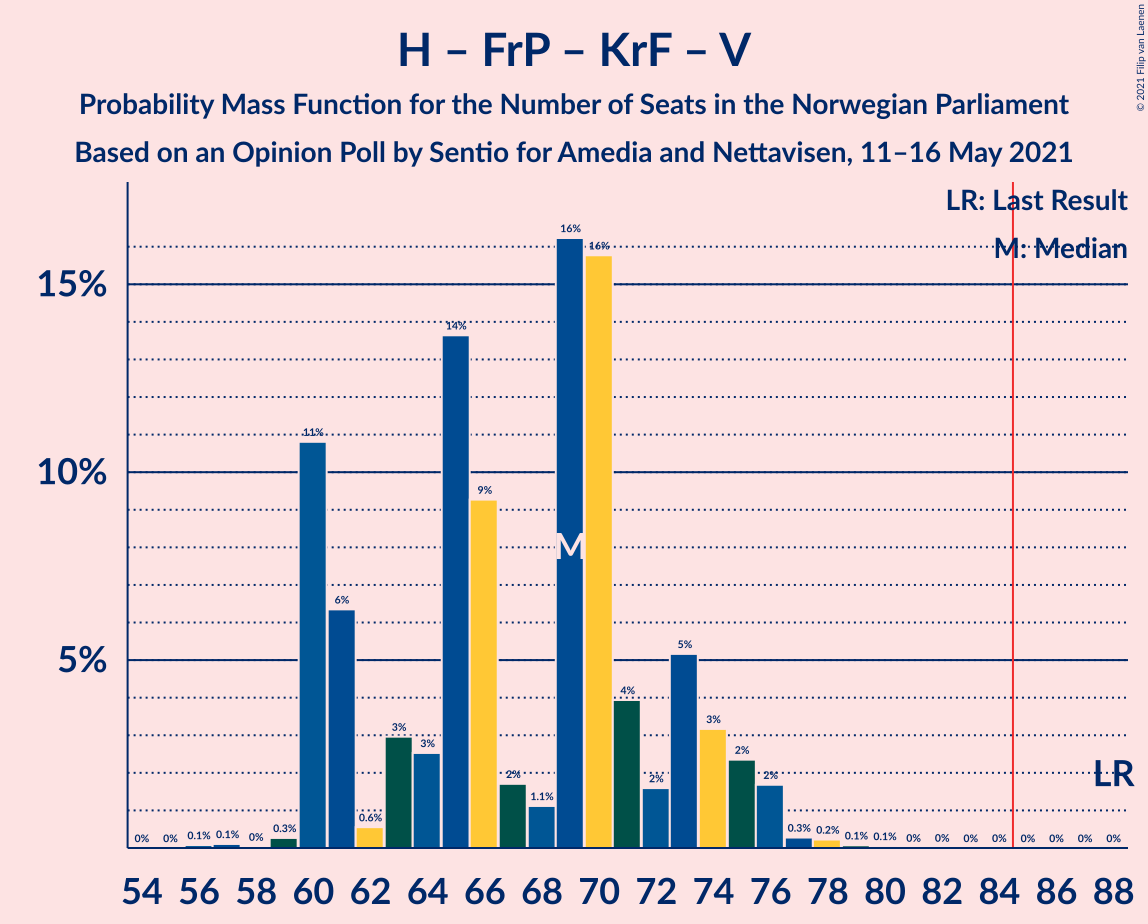 H – FrP – KrF – V
Probability Mass Function for the Number of Seats in the Norwegian Parliament
Based on an Opinion Poll by Sentio for Amedia and Nettavisen, 11–16 May 2021
© 2021 Filip van Laenen
LR: Last Result
M: Median
15%
10%
5%
0% 0% 0.1% 0.1% 0% 0.3% 11% 6% 0.6% 3% 3% 14% 9% 2% 1.1% 16% 16% 4% 2% 5% 3% 2% 2% 0.3% 0.2% 0.1% 0.1% 0% 0% 0% 0% 0% 0% 0% 0%
M
LR
54 56 58 60 62 64 66 68 70 72 74 76 78 80 82 84 86 88